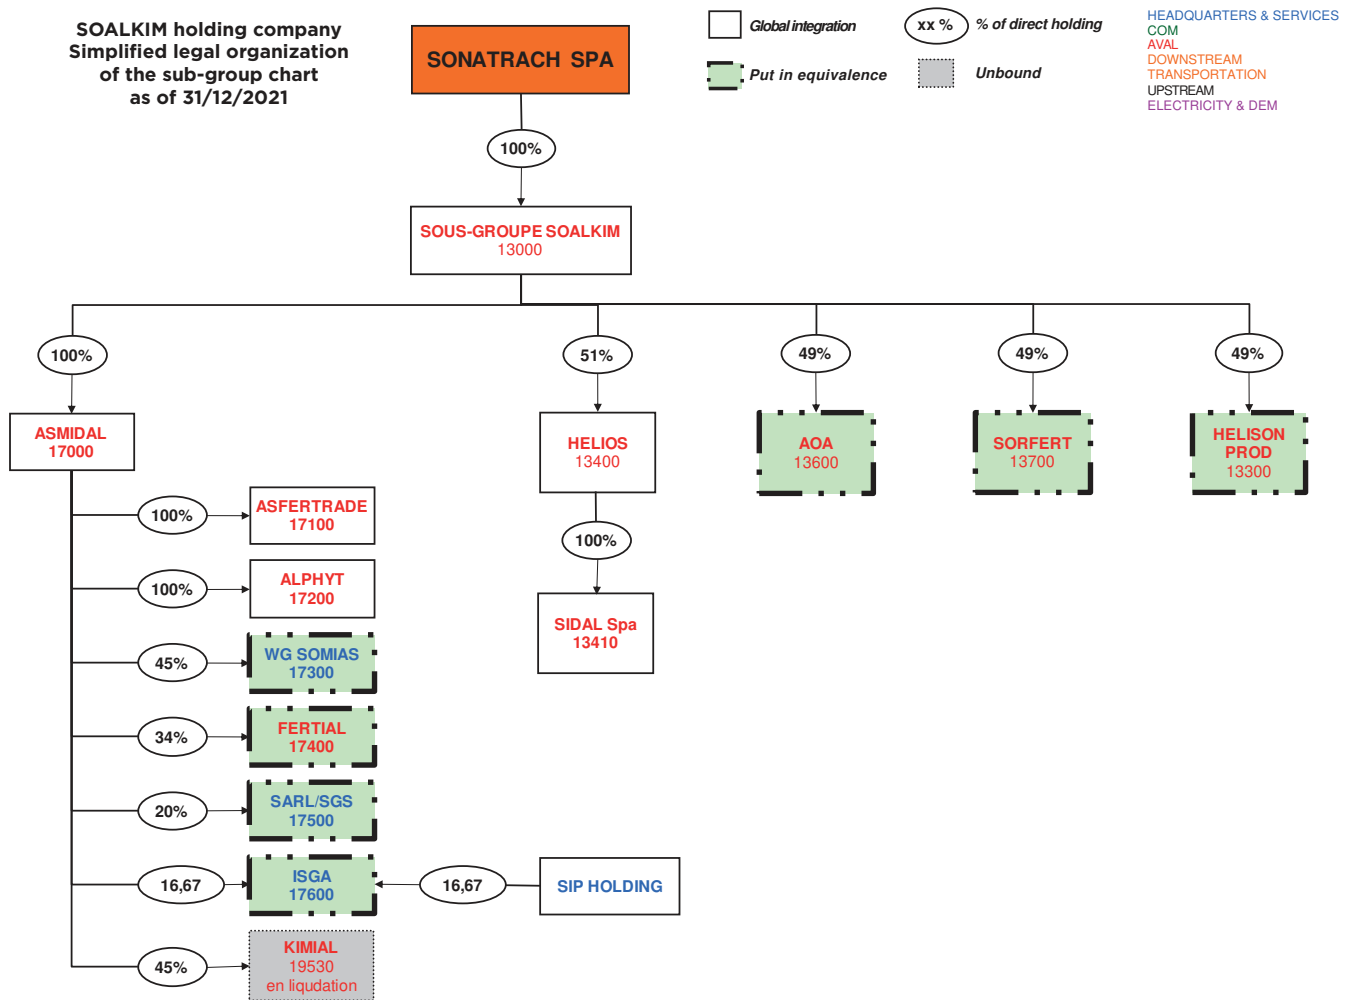 SOALKIM holding company
Simplified legal organization
of the sub-group chart
as of 31/12/2021
SONATRACH SPA
Global integration
xx %
% of direct holding
Put in equivalence
Unbound
HEADQUARTERS & SERVICES
COM
AVAL
DOWNSTREAM
TRANSPORTATION
UPSTREAM
ELECTRICITY & DEM
100%
SOUS-GROUPE SOALKIM
13000
100%
51%
49%
49%
49%
ASMIDAL
17000
HELIOS
13400
AOA
13600
SORFERT
13700
HELISON
PROD
13300
100%
ASFERTRADE
17100
100%
100%
ALPHYT
17200
SIDAL Spa
13410
45%
WG SOMIAS
17300
34%
FERTIAL
17400
20%
SARL/SGS
17500
16,67
ISGA
17600
16,67
SIP HOLDING
45%
KIMIAL
19530
en liqudation